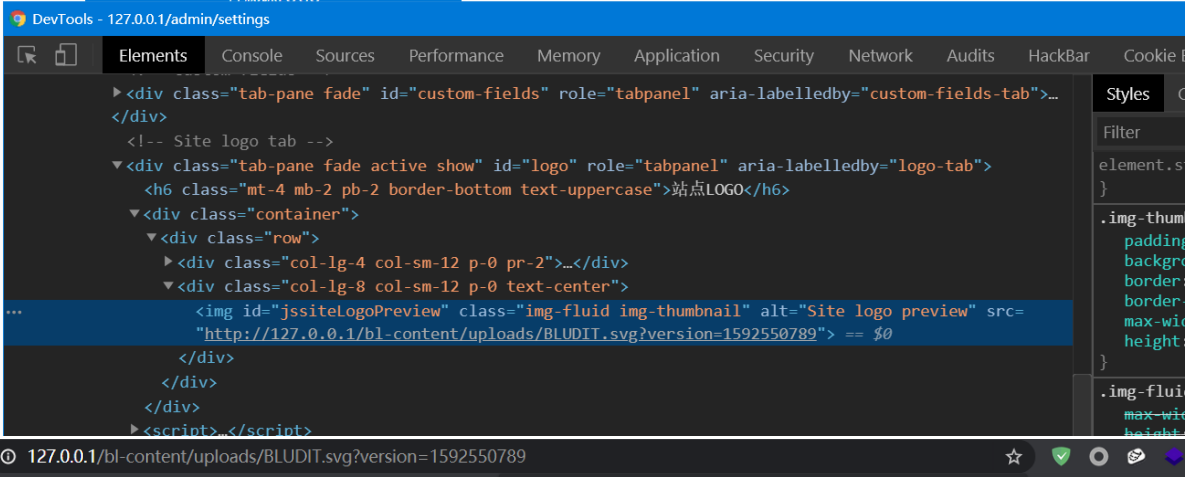 DevTools - 127.0.0.1/admin/settings
Elements Console Sources Performance Memory Application Security Network Audits HackBar Cookie
<div class="tab-pane fade" id="custom-fields" role="tabpanel" aria-labelledby="custom-fields-tab">…
</div>
<!-- Site logo tab -->
<div class="tab-pane fade active show" id="logo" role="tabpanel" aria-labelledby="logo-tab">
<h6 class="mt-4 mb-2 pb-2 border-bottom text-uppercase">站点LOGO</h6>
<div class="container">
<div class="row">
<div class="col-lg-4 col-sm-12 p-0 pr-2">…</div>
<div class="col-lg-8 col-sm-12 p-0 text-center">
<img id="jssiteLogoPreview" class="img-fluid img-thumbnail" alt="Site logo preview" src=
"http://127.0.0.1/bl-content/uploads/BLUDIT.svg?version=1592550789"> == $0
</div>
</div>
</div>
<script>…</script>
Styles
Filter
element.s
}
.img-thum
padding
backgro
border:
border-
max-wid
height:
}
.img-flui
max-wid
height:
127.0.0.1/bl-content/uploads/BLUDIT.svg?version=1592550789